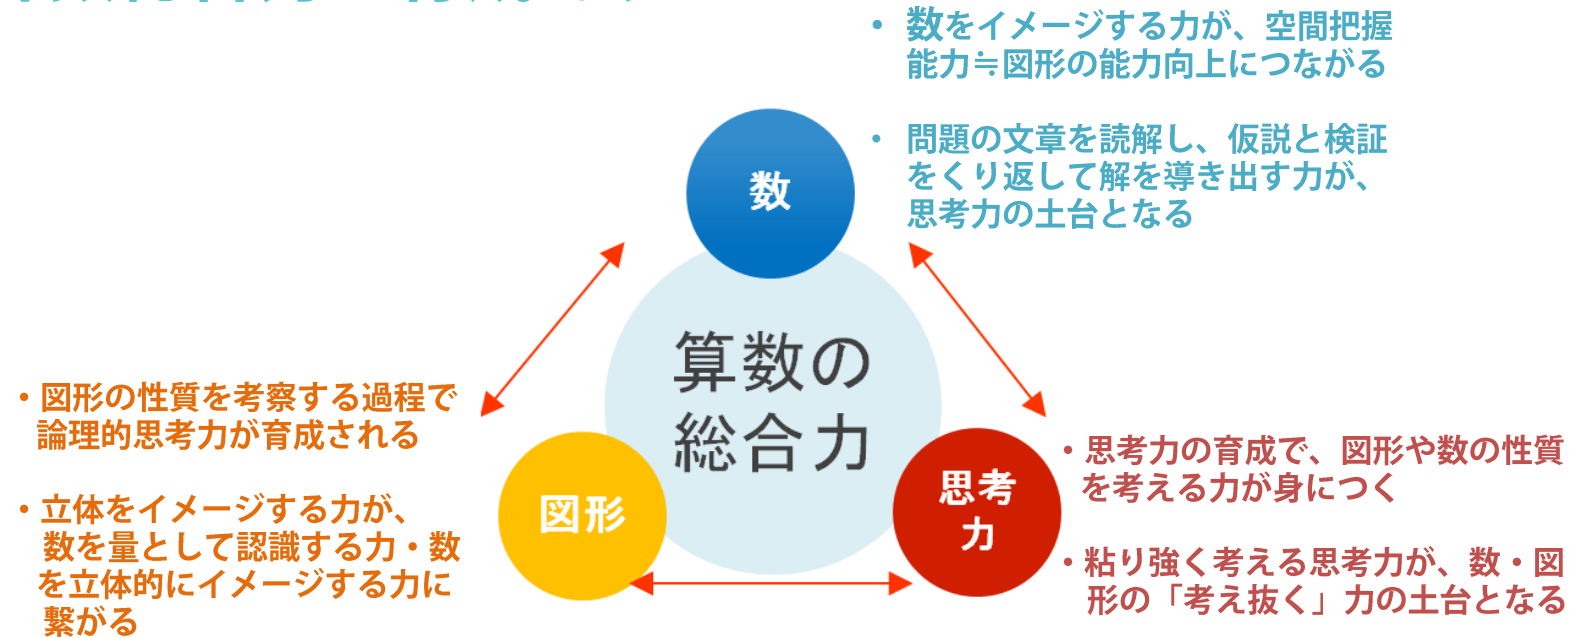 ・ 数をイメージする力が、空間把握
能力≒図形の能力向上につながる
・ 問題の文章を読解し、仮説と検証
をくり返して解を導き出す力が、
思考力の土台となる
数
算数の
総合力
・図形の性質を考察する過程で
論理的思考力が育成される
・立体をイメージする力が、
数を量として認識する力・数
を立体的にイメージする力に
繋がる
図形
思考
力
・思考力の育成で、図形や数の性質
を考える力が身につく
・粘り強く考える思考力が、数・図
形の「考え抜く」力の土台となる